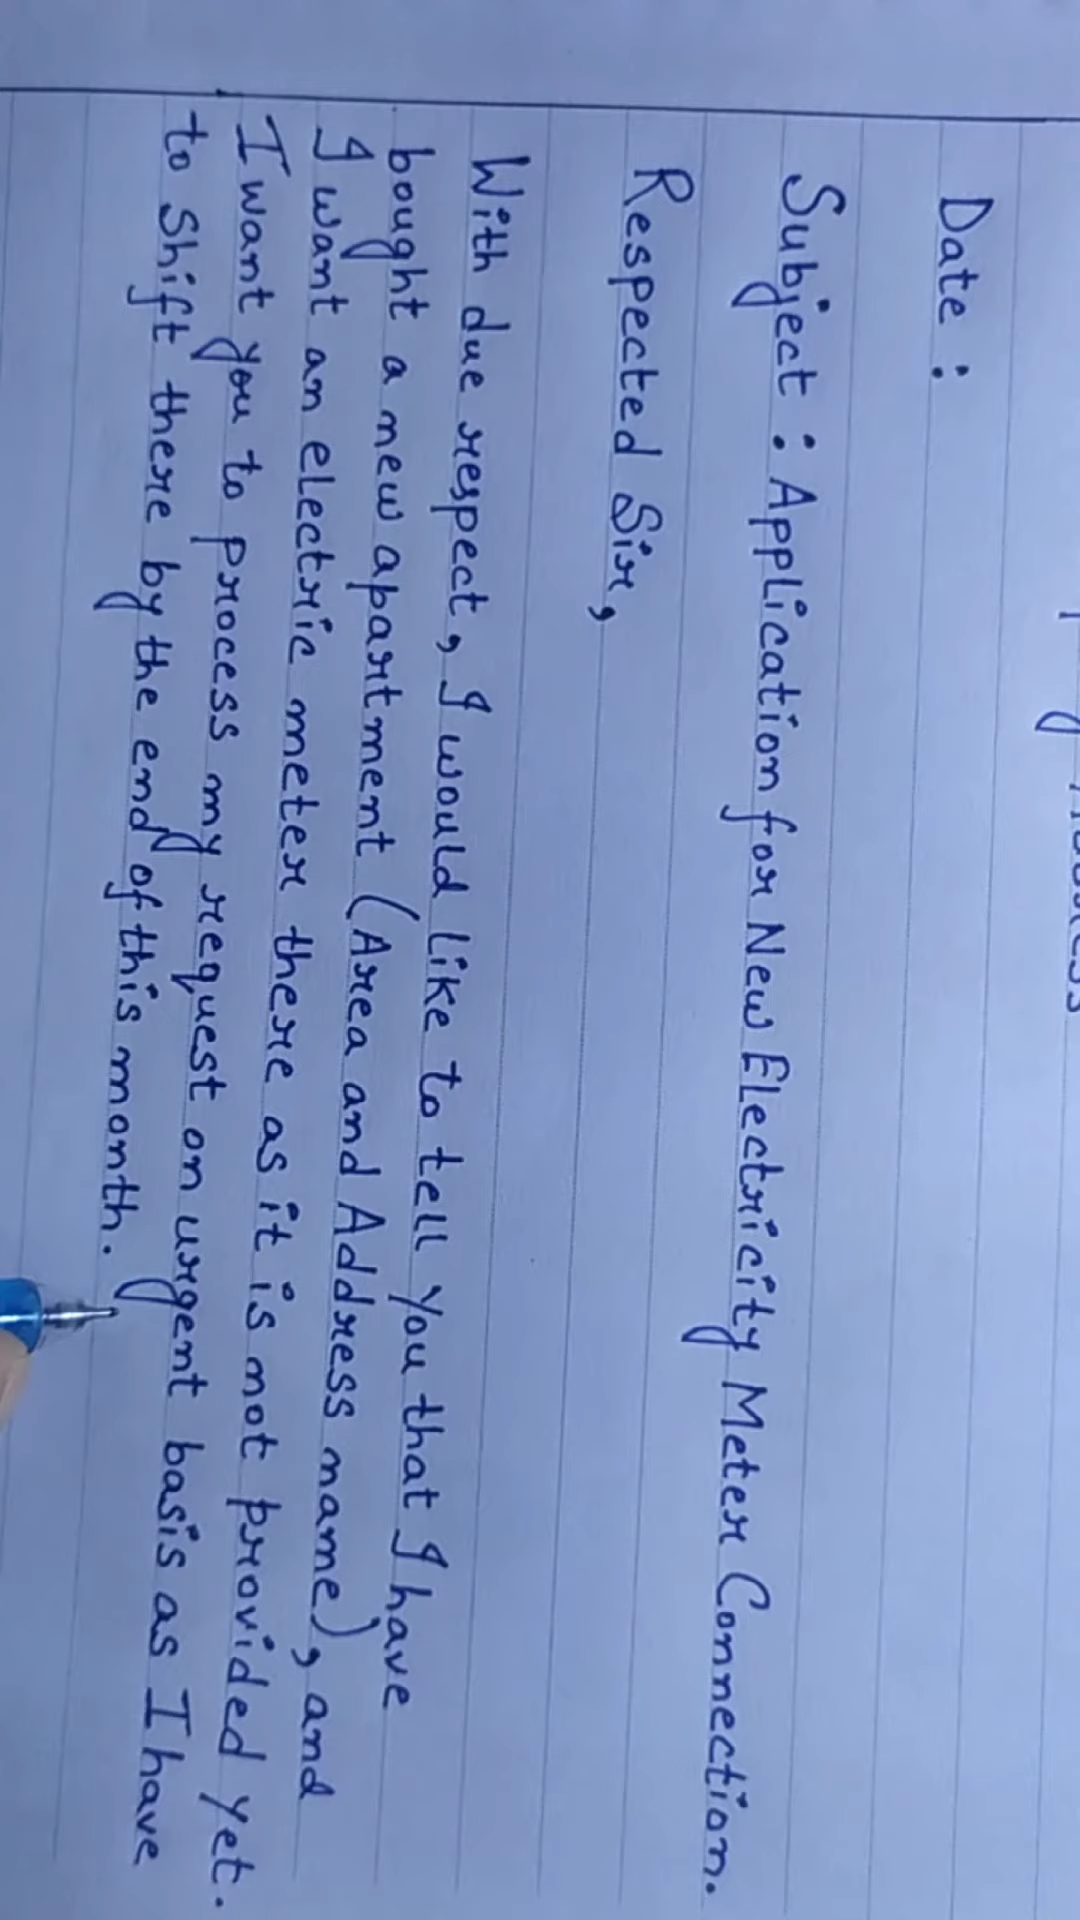 Date :
Subject : Application for New Electricity Meter Connection.
Respected Sir,
With due respect, I would like to tell you that I have
bought a new apartment (Area and Address name), and
I want an electric meter there as it is not provided yet.
I want you to process my request on urgent basis as I have
to shift there by the end of this month.